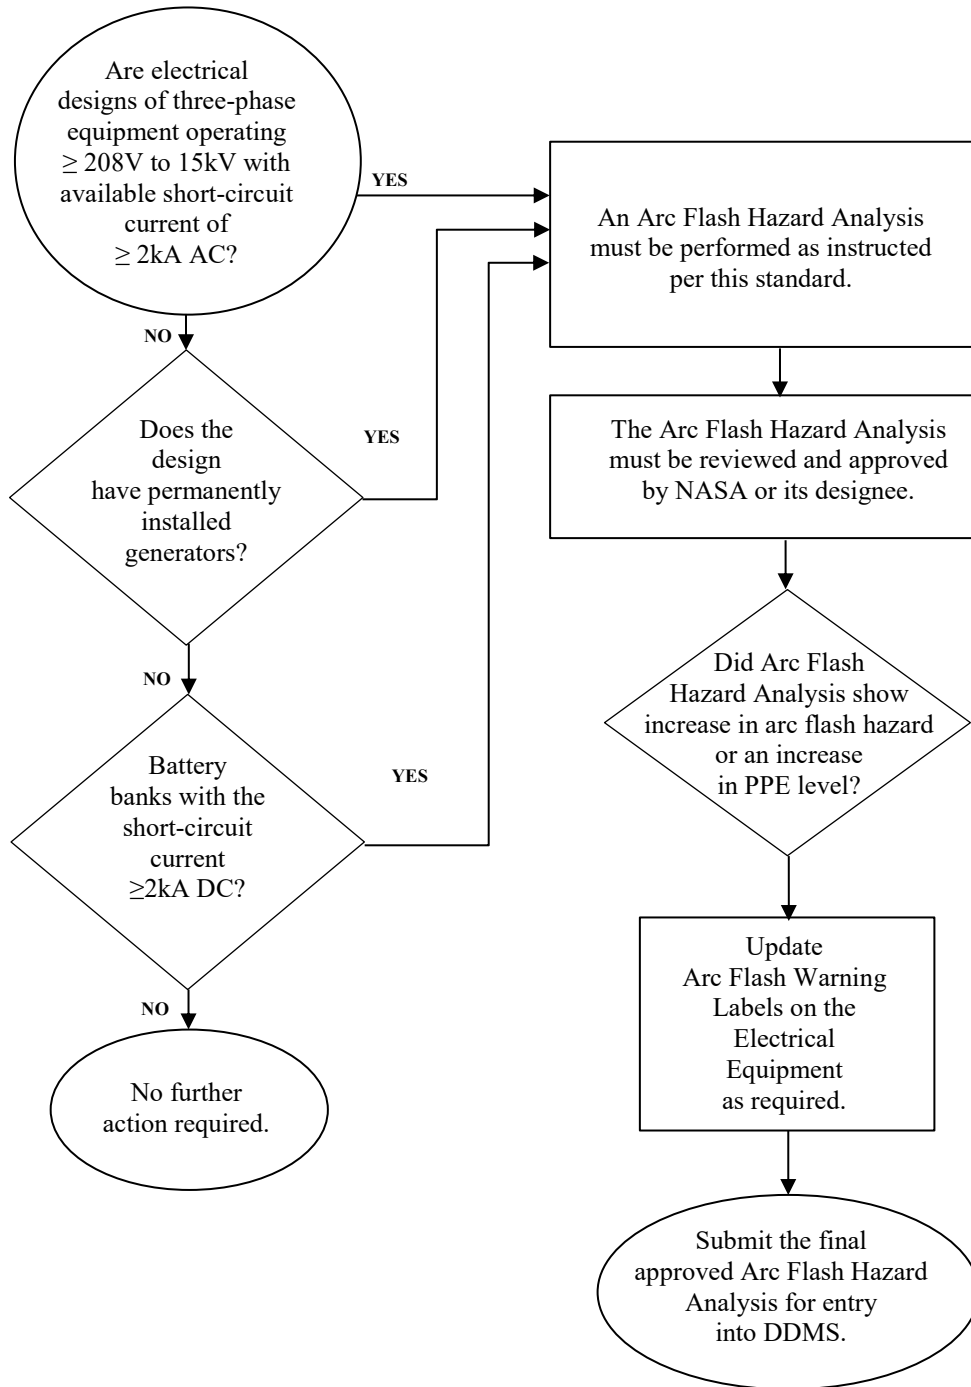 Are electrical
designs of three-phase
equipment operating
≥ 208V to 15kV with
available short-circuit
current of
≥ 2kA AC?
YES
An Arc Flash Hazard Analysis
must be performed as instructed
per this standard.
NO
Does the
design
have permanently
installed
generators?
YES
The Arc Flash Hazard Analysis
must be reviewed and approved
by NASA or its designee.
NO
Battery
banks with the
short-circuit
current
≥2kA DC?
YES
Did Arc Flash
Hazard Analysis show
increase in arc flash hazard
or an increase
in PPE level?
NO
No further
action required.
Update
Arc Flash Warning
Labels on the
Electrical
Equipment
as required.
Submit the final
approved Arc Flash Hazard
Analysis for entry
into DDMS.